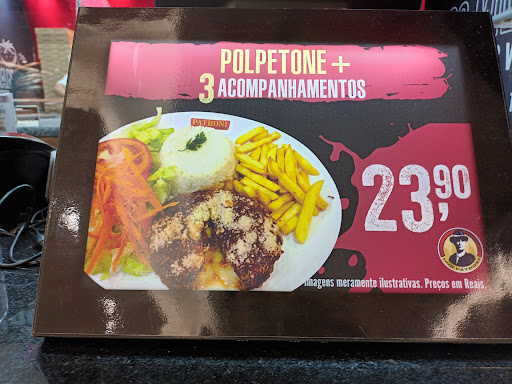 POLPETONE +
3 ACOMPANHAMENTOS
PATRONI
23,90
Imagens meramente ilustrativas. Preços em Reais.